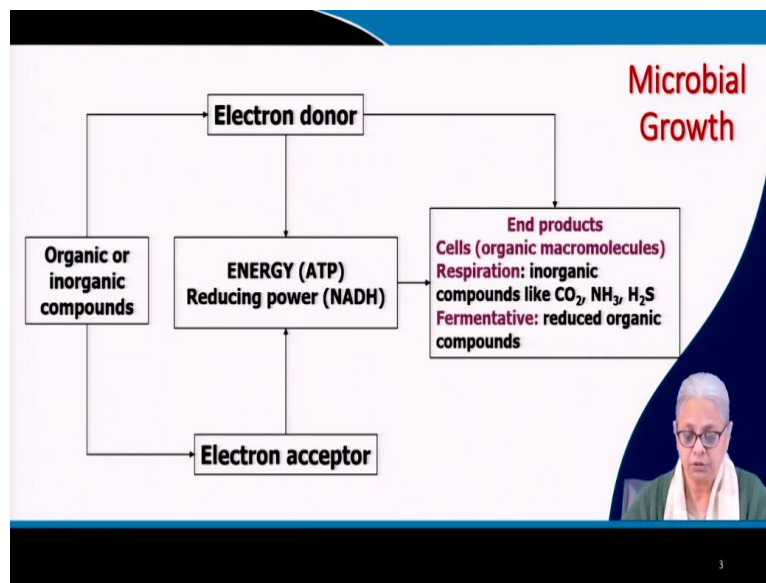 Microbial
Growth
Electron donor
Organic or
inorganic
compounds
ENERGY (ATP)
Reducing power (NADH)
End products
Cells (organic macromolecules)
Respiration: inorganic
compounds like CO₂, NH₃, H₂S
Fermentative: reduced organic
compounds
Electron acceptor
3